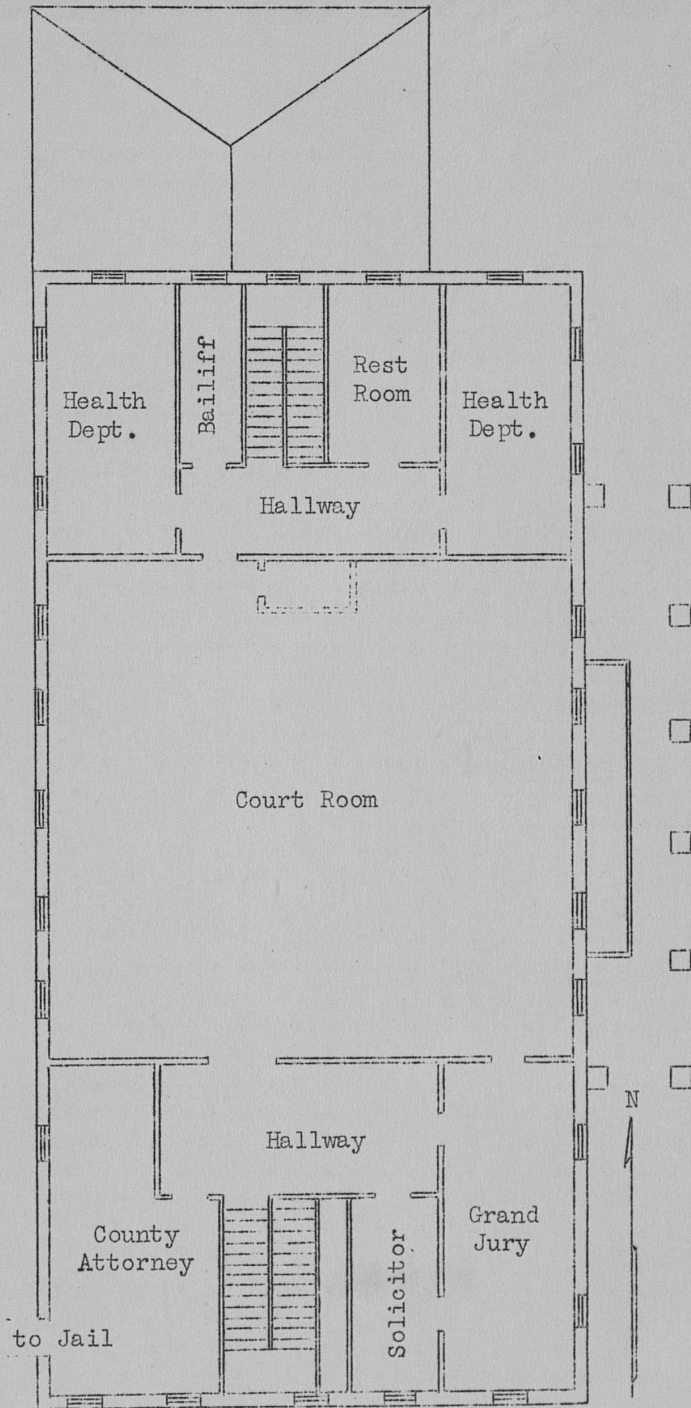 Health
Dept.
Bailiff
Rest
Room
Health
Dept.
Hallway
Court Room
N
Hallway
County
Attorney
Solicitor
Grand
Jury
to Jail